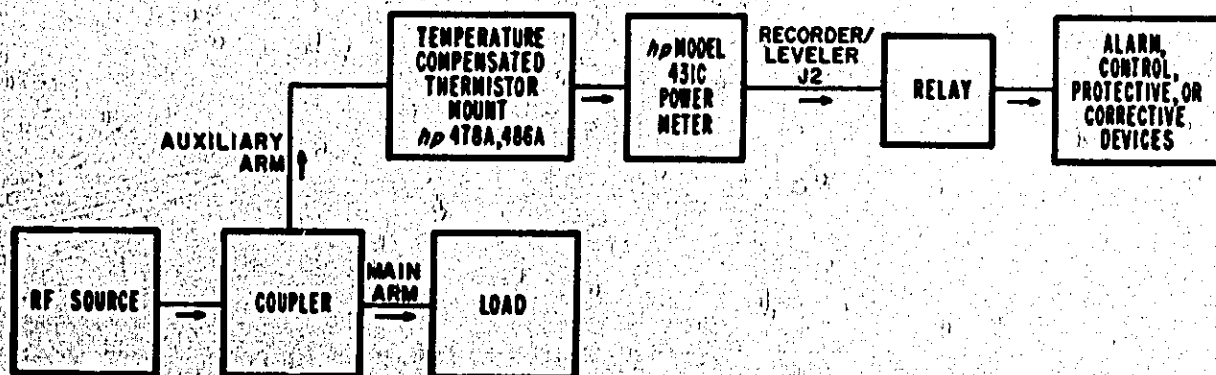 TEMPERATURE
COMPENSATED
THERMISTOR
MOUNT
hp 478A, 486A
hp MODEL
431C
POWER
METER
RECORDER/
LEVELER
J2
RELAY
ALARM,
CONTROL,
PROTECTIVE, OR
CORRECTIVE
DEVICES
AUXILIARY
ARM
RF SOURCE
COUPLER
MAIN
ARM
LOAD